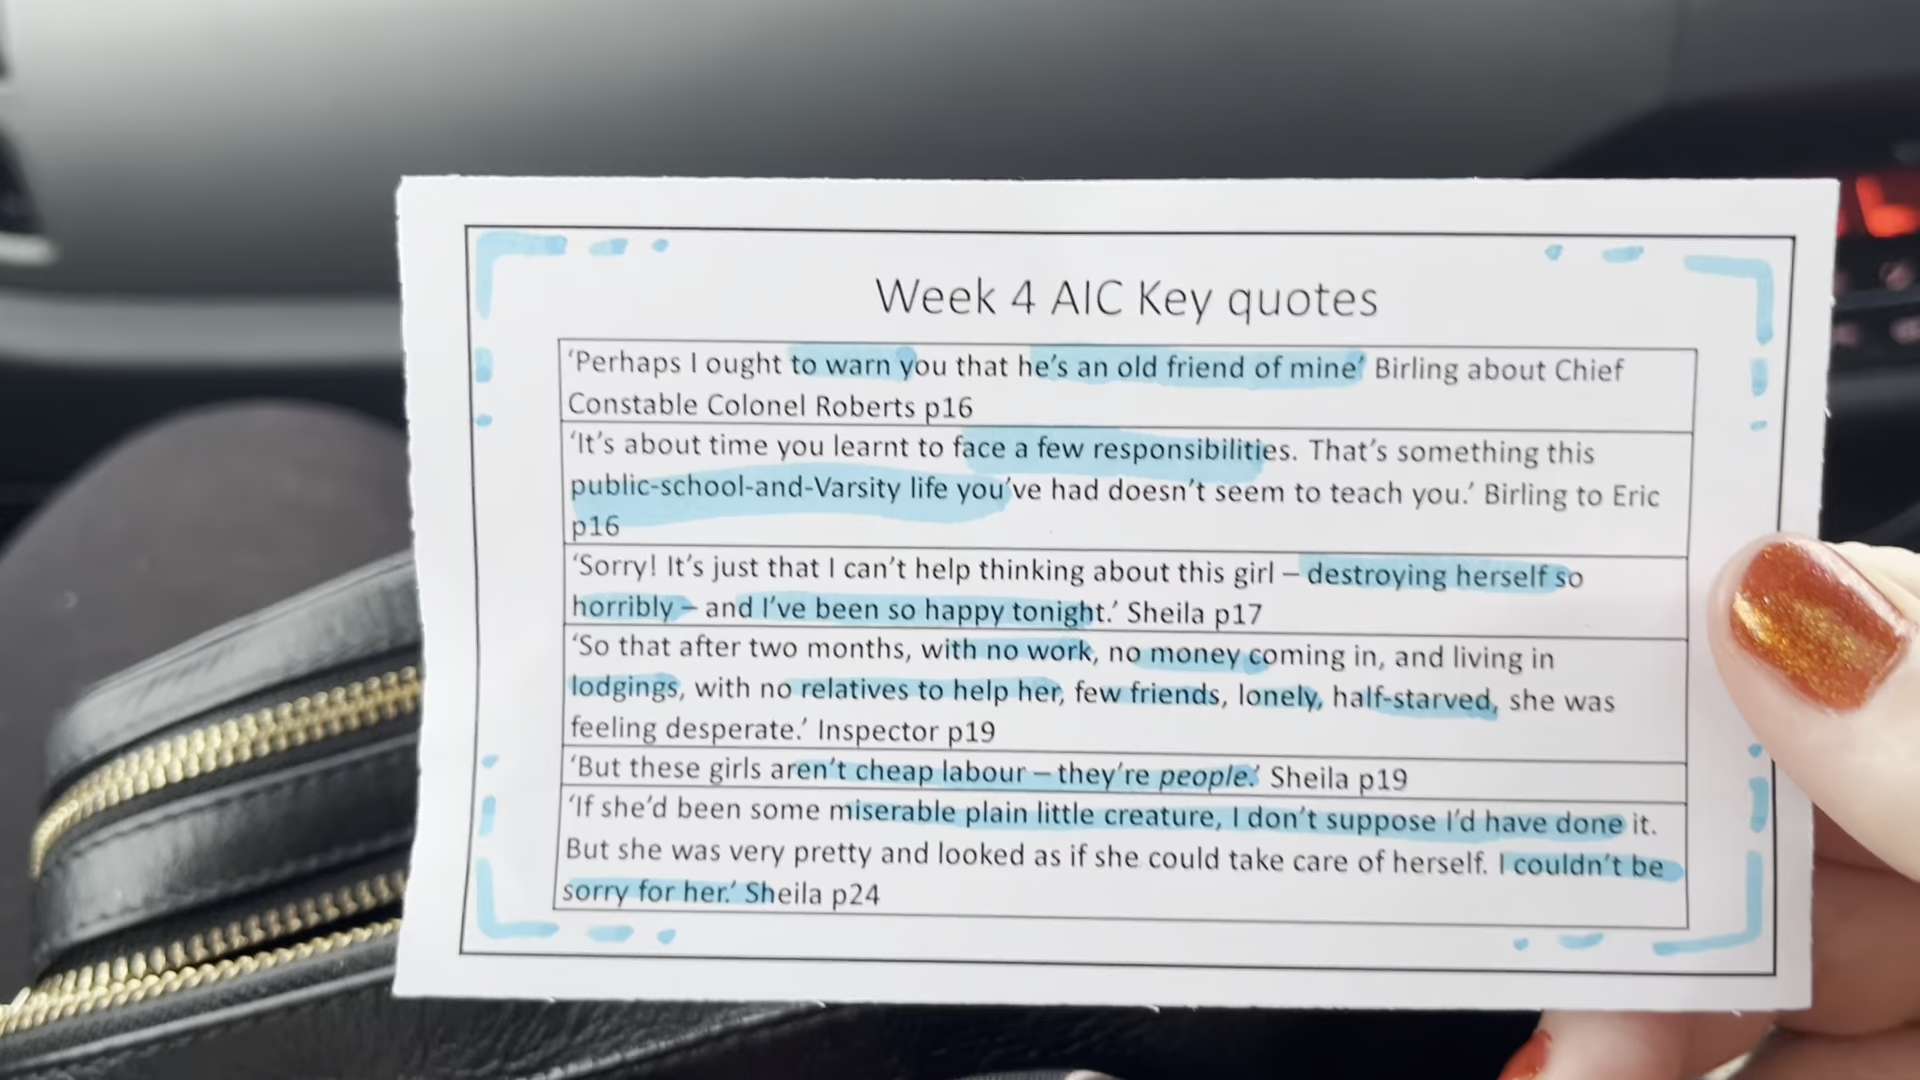 Week 4 AIC Key quotes
‘Perhaps I ought to warn you that he’s an old friend of mine’ Birling about Chief
Constable Colonel Roberts p16
‘It’s about time you learnt to face a few responsibilities. That’s something this
public-school-and-Varsity life you’ve had doesn’t seem to teach you.’ Birling to Eric
p16
‘Sorry! It’s just that I can’t help thinking about this girl – destroying herself so
horribly – and I’ve been so happy tonight.’ Sheila p17
‘So that after two months, with no work, no money coming in, and living in
lodgings, with no relatives to help her, few friends, lonely, half-starved, she was
feeling desperate.’ Inspector p19
‘But these girls aren’t cheap labour – they’re people.’ Sheila p19
‘If she’d been some miserable plain little creature, I don’t suppose I’d have done it.
But she was very pretty and looked as if she could take care of herself. I couldn’t be
sorry for her.’ Sheila p24